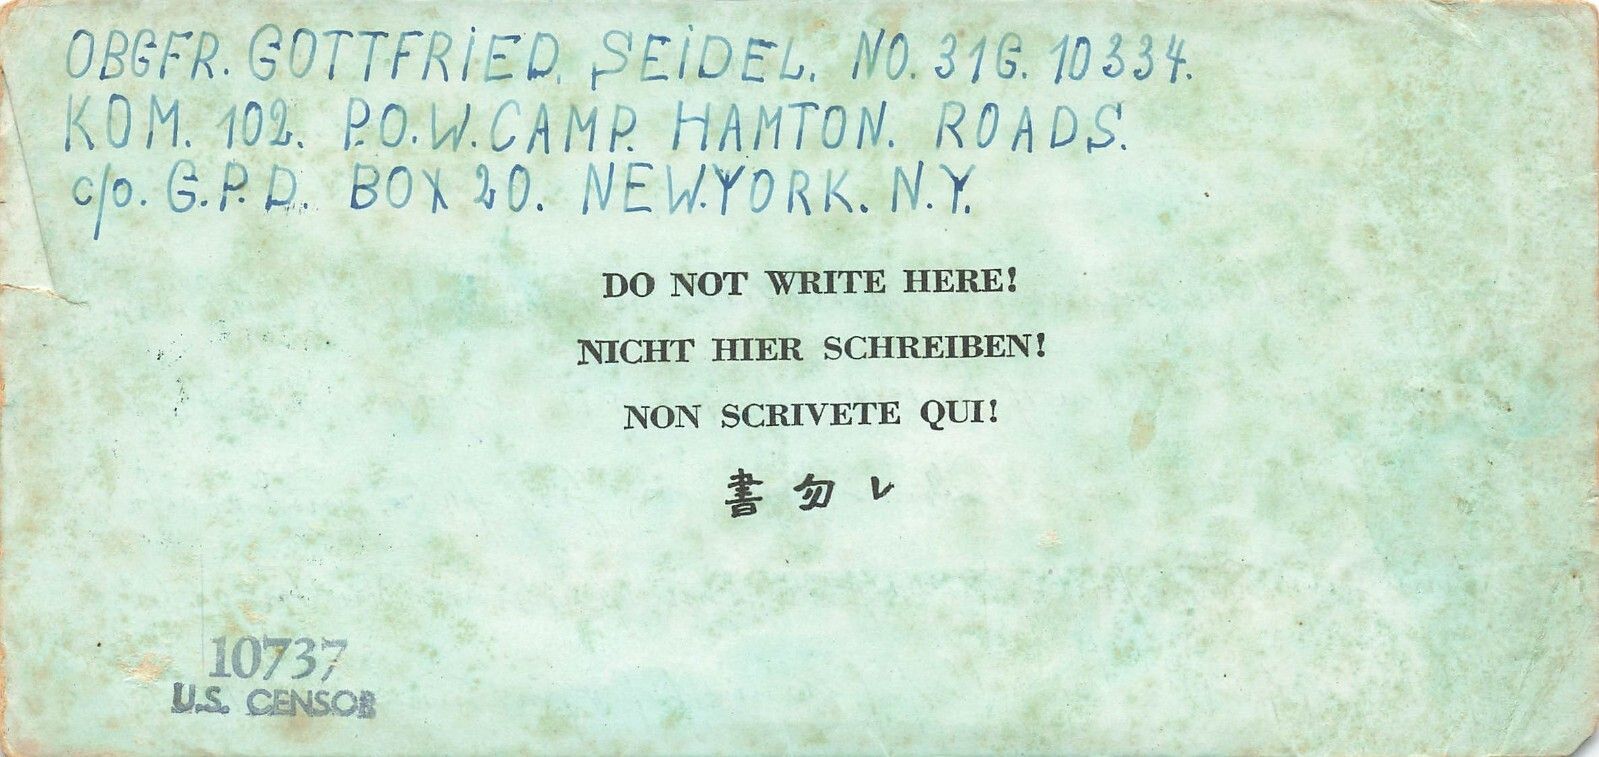 OBGFR. GOTTFRIED. SEIDEL. NO. 31G. 10334.
KOM. 102. P.O.W. CAMP. HAMTON. ROADS.
c/o. G.P.D. BOX 20. NEW.YORK. N.Y.
DO NOT WRITE HERE!
NICHT HIER SCHREIBEN!
NON SCRIVETE QUI!
書勿レ
10737
U.S. CENSOR